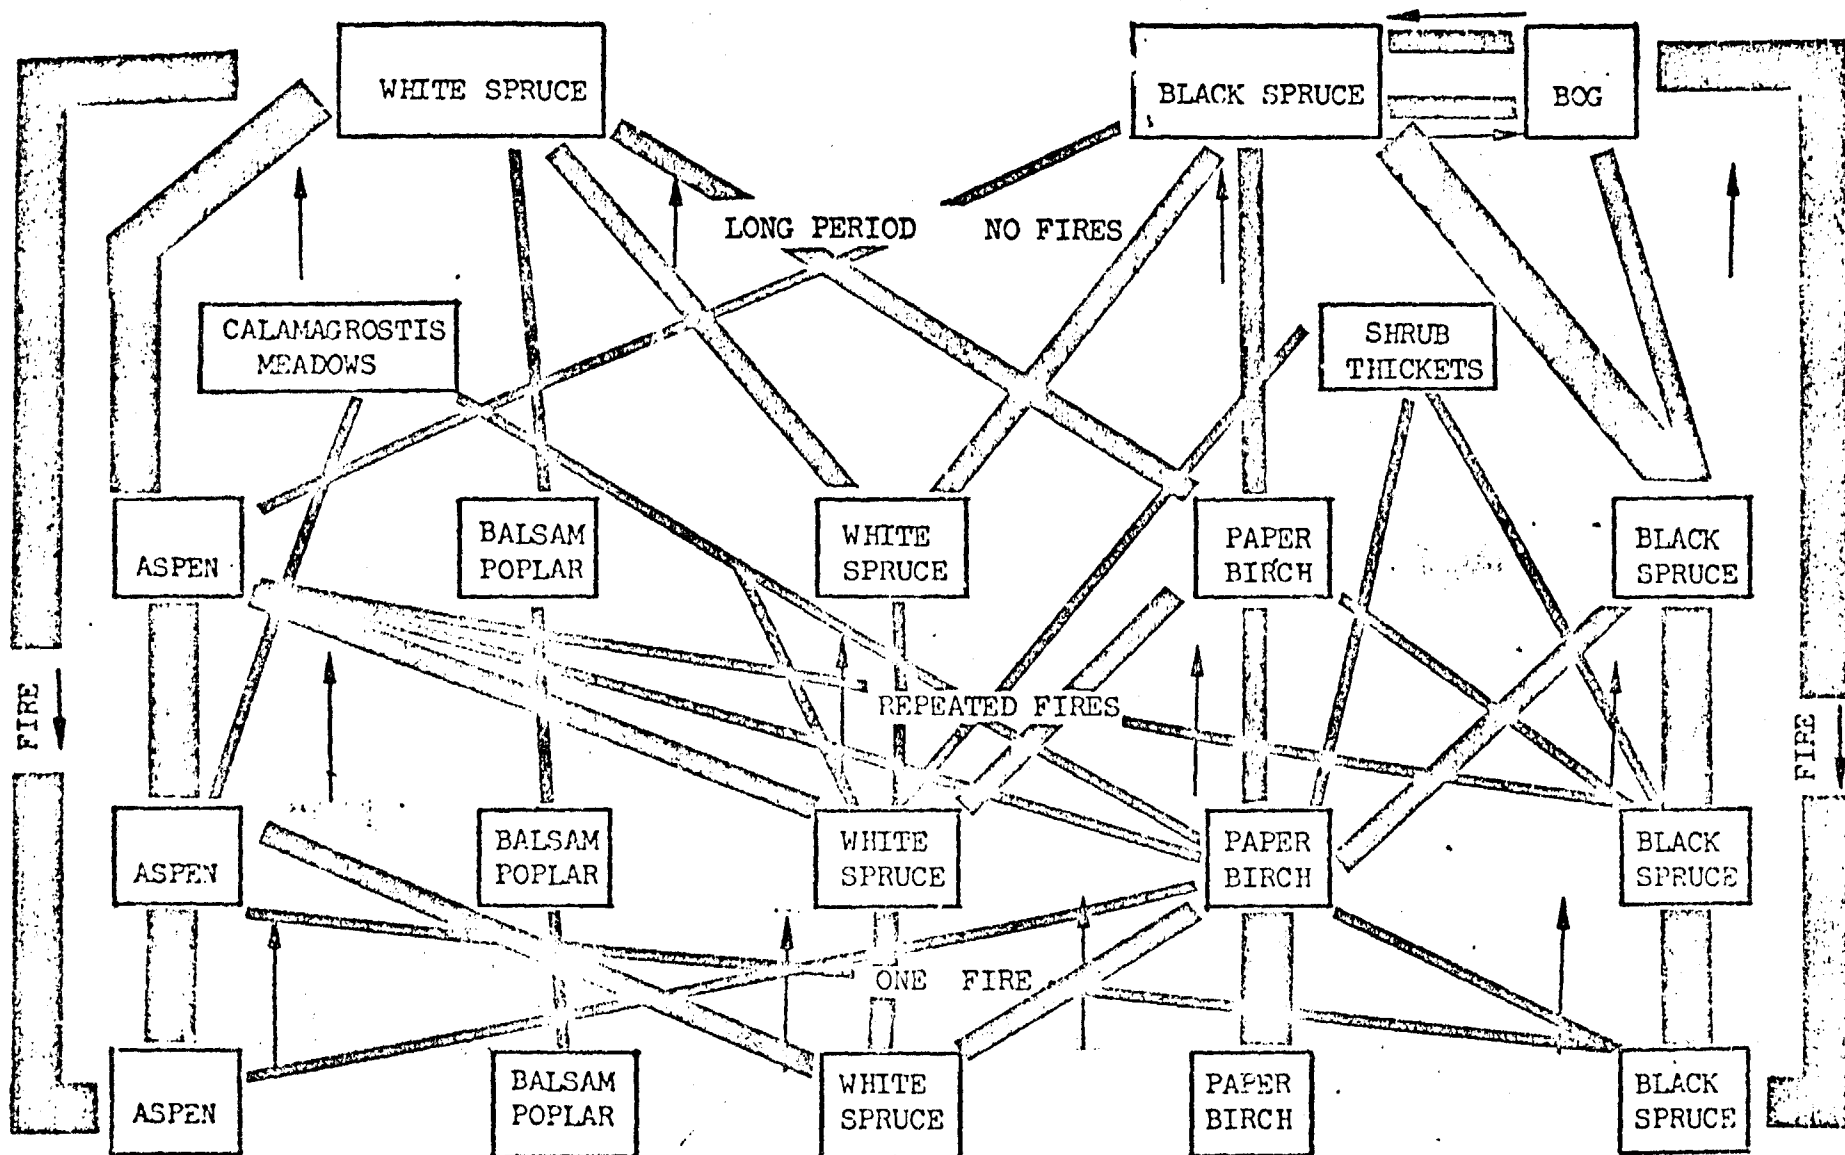 WHITE SPRUCE
BLACK SPRUCE
BOG
LONG PERIOD NO FIRES
CALAMAGROSTIS
MEADOWS
SHRUB
THICKETS
ASPEN
BALSAM
POPLAR
WHITE
SPRUCE
PAPER
BIRCH
BLACK
SPRUCE
FIRE
REPEATED FIRES
FIRE
ASPEN
BALSAM
POPLAR
WHITE
SPRUCE
PAPER
BIRCH
BLACK
SPRUCE
ONE FIRE
ASPEN
BALSAM
POPLAR
WHITE
SPRUCE
PAPER
BIRCH
BLACK
SPRUCE